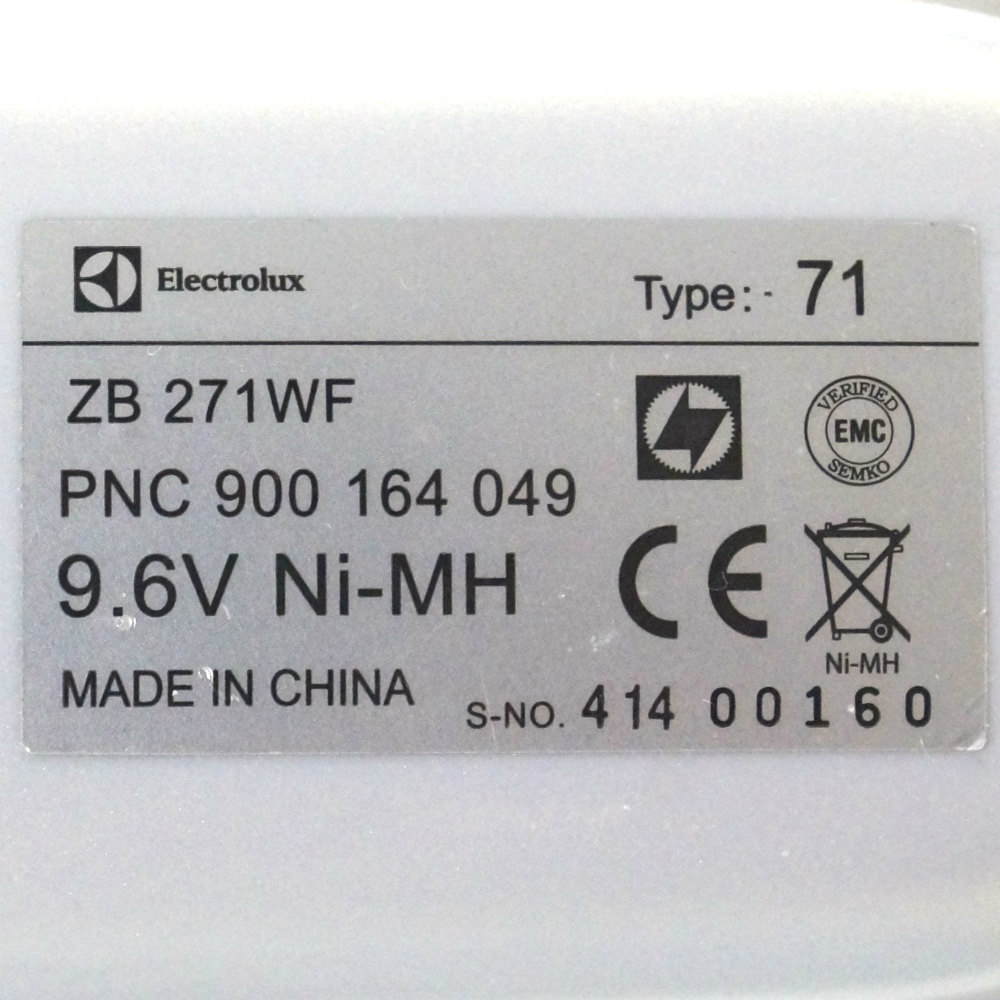 Electrolux
Type: - 71
ZB 271WF
VERIFIED
EMC
SEMKO
PNC 900 164 049
9.6V Ni-MH
CE
Ni-MH
MADE IN CHINA
S-NO. 414 00160